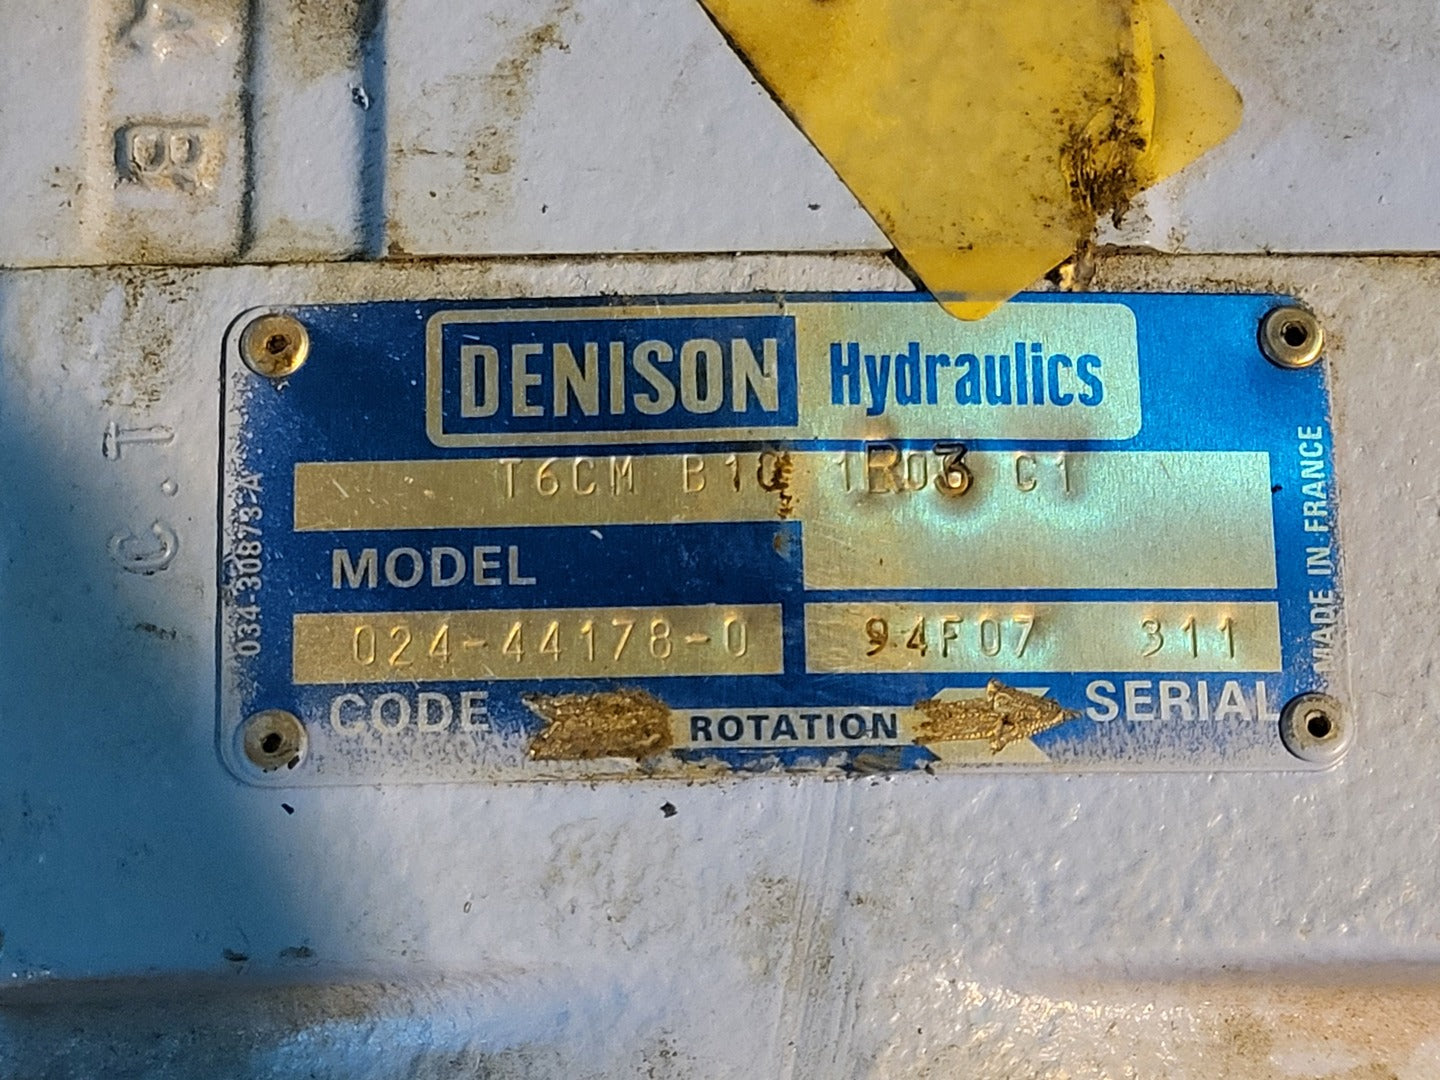 DENISON Hydraulics
T6CM B10 R03 C1
MODEL
024-44178-0 94F07 311
CODE ROTATION SERIAL
034-30873-A
MADE IN FRANCE
C.T
B